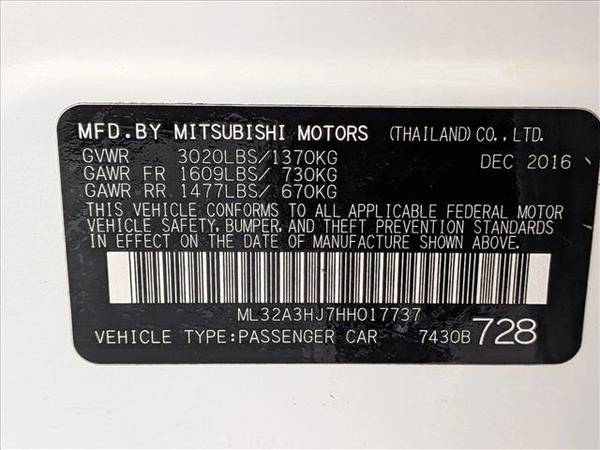 MFD.BY MITSUBISHI MOTORS (THAILAND) CO., LTD.
GVWR 3020LBS/1370KG DEC 2016
GAWR FR 1609LBS/ 730KG
GAWR RR 1477LBS/ 670KG
THIS VEHICLE CONFORMS TO ALL APPLICABLE FEDERAL MOTOR
VEHICLE SAFETY, BUMPER, AND THEFT PREVENTION STANDARDS
IN EFFECT ON THE DATE OF MANUFACTURE SHOWN ABOVE.
ML32A3HJ7HH017737
VEHICLE TYPE:PASSENGER CAR 7430B 728